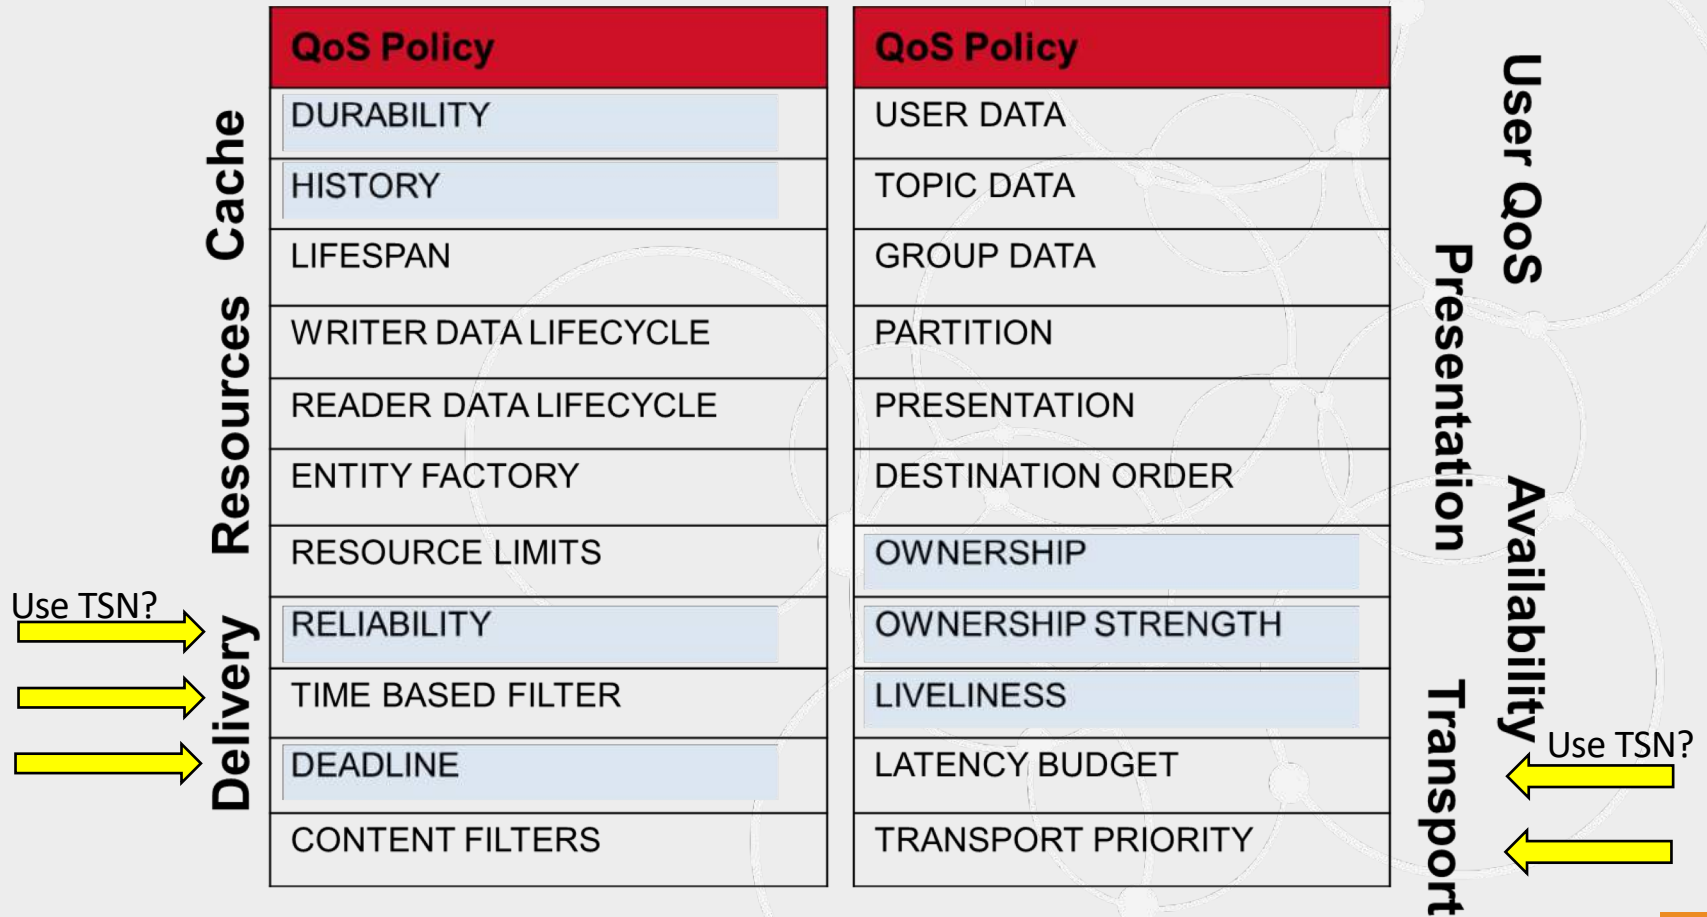 QoS Policy
DURABILITY
HISTORY
LIFESPAN
WRITER DATA LIFECYCLE
READER DATA LIFECYCLE
ENTITY FACTORY
RESOURCE LIMITS
RELIABILITY
TIME BASED FILTER
DEADLINE
CONTENT FILTERS
Cache
Resources
Delivery
Use TSN?
QoS Policy
USER DATA
TOPIC DATA
GROUP DATA
PARTITION
PRESENTATION
DESTINATION ORDER
OWNERSHIP
OWNERSHIP STRENGTH
LIVELINESS
LATENCY BUDGET
TRANSPORT PRIORITY
User QoS
Presentation
Availability
Transport
Use TSN?